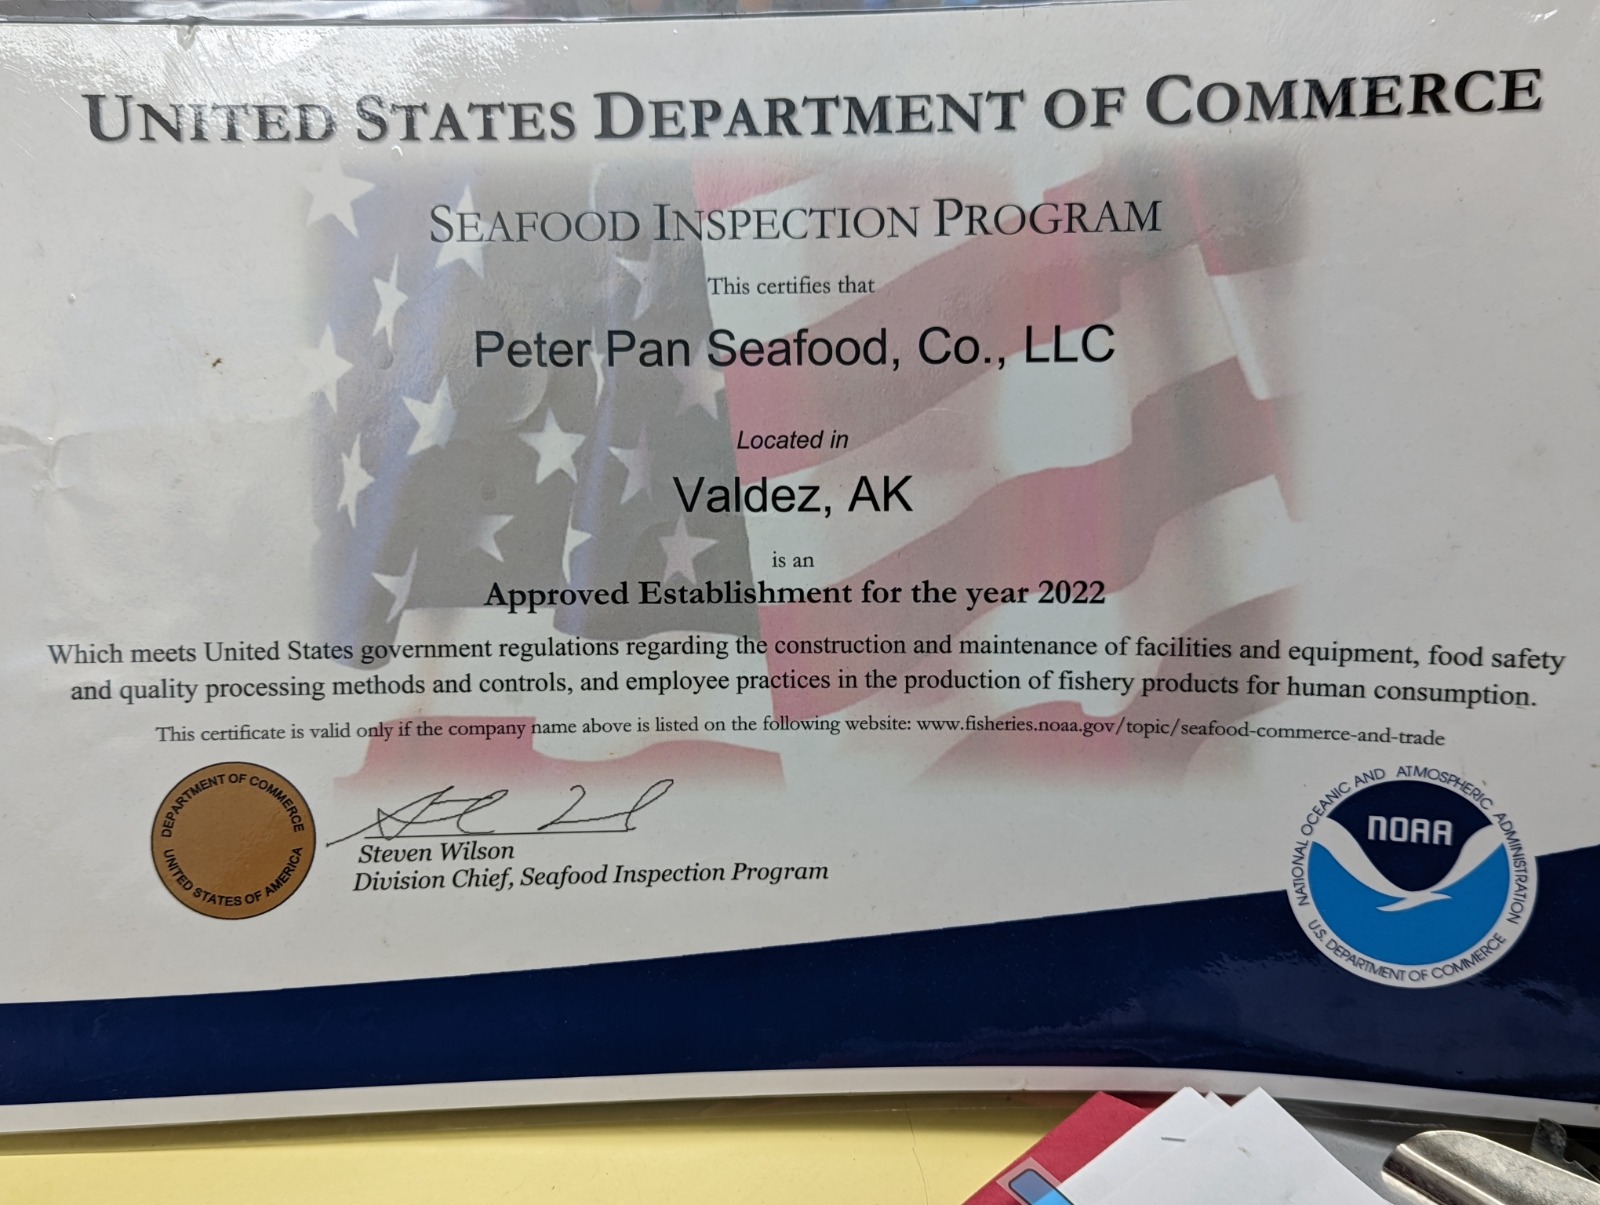 UNITED STATES DEPARTMENT OF COMMERCE
SEAFOOD INSPECTION PROGRAM
This certifies that
Peter Pan Seafood, Co., LLC
Located in
Valdez, AK
is an
Approved Establishment for the year 2022
Which meets United States government regulations regarding the construction and maintenance of facilities and equipment, food safety
and quality processing methods and controls, and employee practices in the production of fishery products for human consumption.
This certificate is valid only if the company name above is listed on the following website: www.fisheries.noaa.gov/topic/seafood-commerce-and-trade
DEPARTMENT OF COMMERCE
UNITED STATES OF AMERICA
Steven Wilson
Division Chief, Seafood Inspection Program
NATIONAL OCEANIC AND ATMOSPHERIC ADMINISTRATION
NOAA
U.S. DEPARTMENT OF COMMERCE